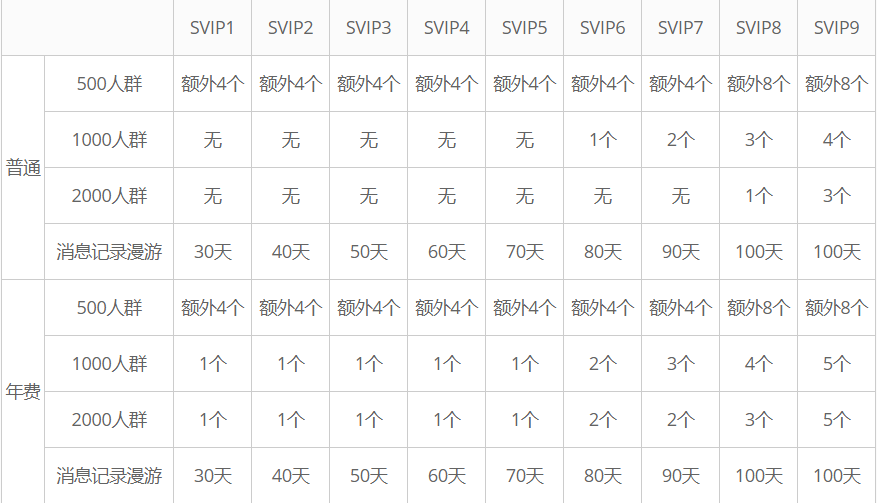 SVIP1 SVIP2 SVIP3 SVIP4 SVIP5 SVIP6 SVIP7 SVIP8 SVIP9
500人群 额外4个 额外4个 额外4个 额外4个 额外4个 额外4个 额外4个 额外8个 额外8个
1000人群 无 无 无 无 无 1个 2个 3个 4个
普通
2000人群 无 无 无 无 无 无 无 1个 3个
消息记录漫游 30天 40天 50天 60天 70天 80天 90天 100天 100天
500人群 额外4个 额外4个 额外4个 额外4个 额外4个 额外4个 额外4个 额外8个 额外8个
1000人群 1个 1个 1个 1个 1个 2个 3个 4个 5个
年费
2000人群 1个 1个 1个 1个 1个 2个 2个 3个 5个
消息记录漫游 30天 40天 50天 60天 70天 80天 90天 100天 100天